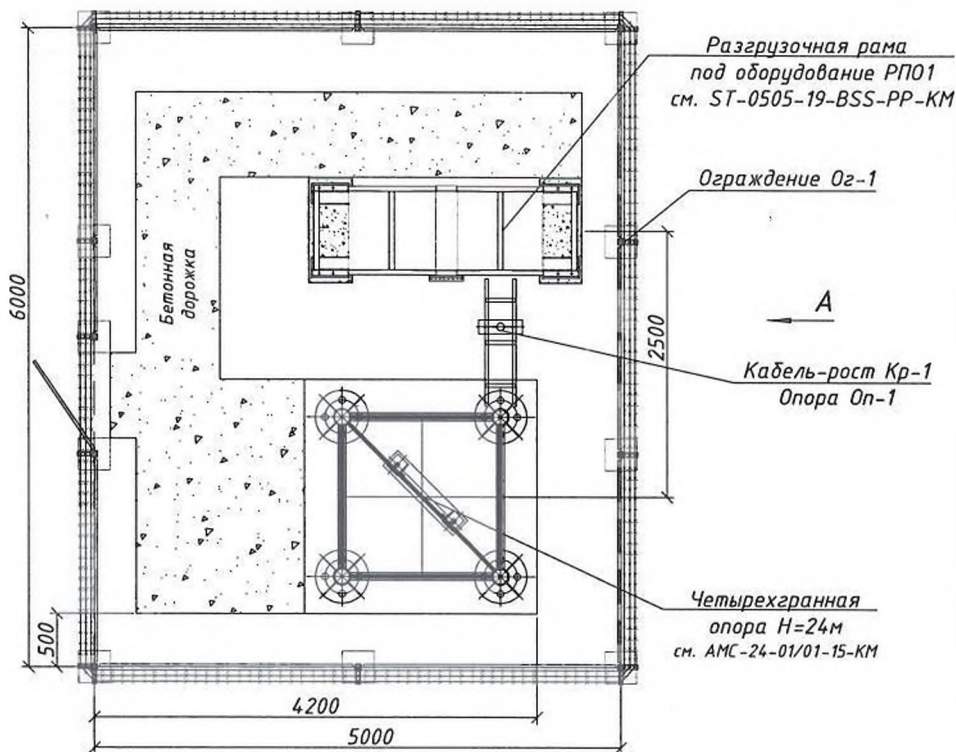 Разгрузочная рама
под оборудование РПО1
см. ST-0505-19-BSS-PP-KM
Ограждение Ог-1
6000
Бетонная
дорожка
2500
А
Кабель-рост Кр-1
Опора Оп-1
Четырехгранная
опора Н=24м
см. АМС-24-01/01-15-КМ
500
4200
5000